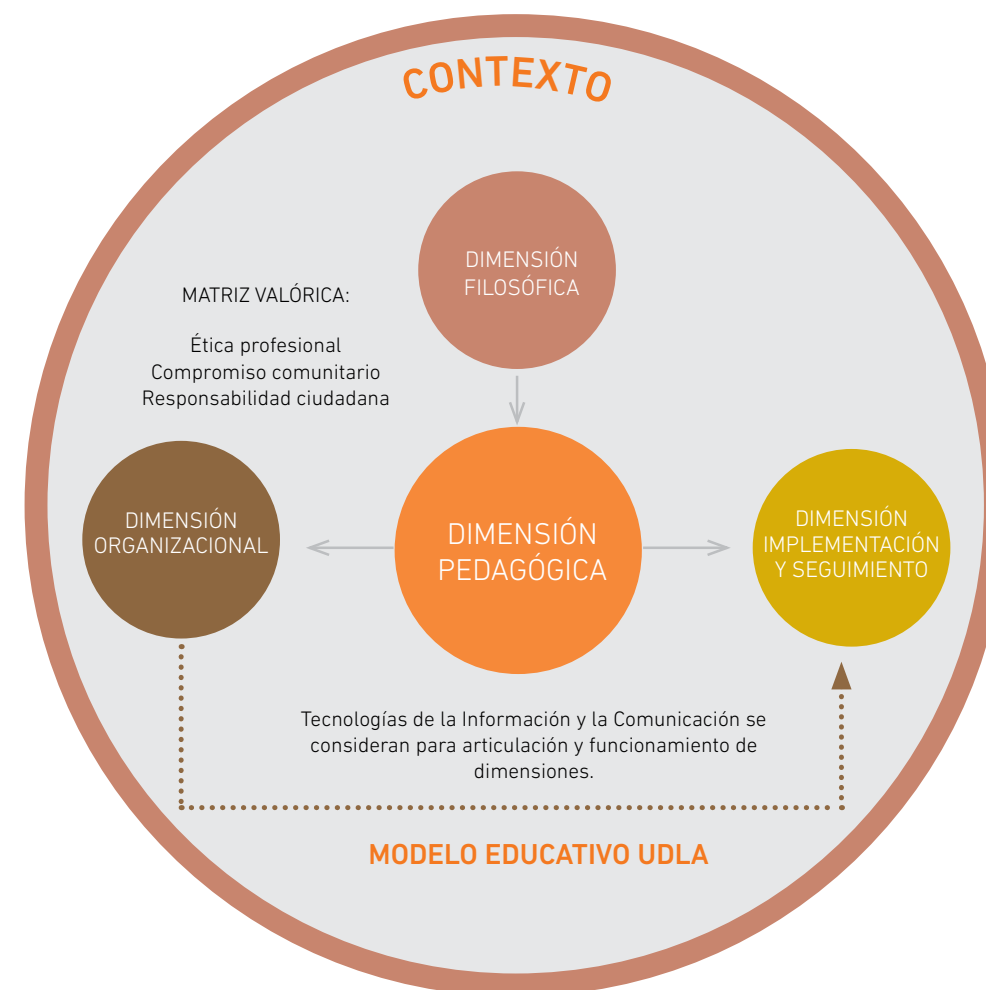 CONTEXTO
DIMENSIÓN
FILOSÓFICA
MATRIZ VALÓRICA:
Ética profesional
Compromiso comunitario
Responsabilidad ciudadana
DIMENSIÓN
ORGANIZACIONAL
DIMENSIÓN
PEDAGÓGICA
DIMENSIÓN
IMPLEMENTACIÓN
Y SEGUIMIENTO
Tecnologías de la Información y la Comunicación se
consideran para articulación y funcionamiento de
dimensiones.
MODELO EDUCATIVO UDLA